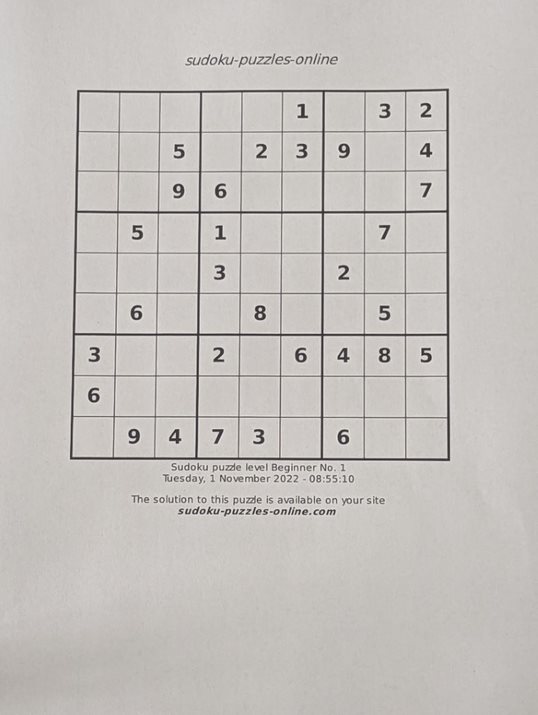 sudoku-puzzles-online
1 3 2
5 2 3 9 4
9 6 7
5 1 7
3 2
6 8 5
3 2 6 4 8 5
6
9 4 7 3 6
Sudoku puzzle level Beginner No. 1
Tuesday, 1 November 2022 - 08:55:10
The solution to this puzzle is available on your site
sudoku-puzzles-online.com